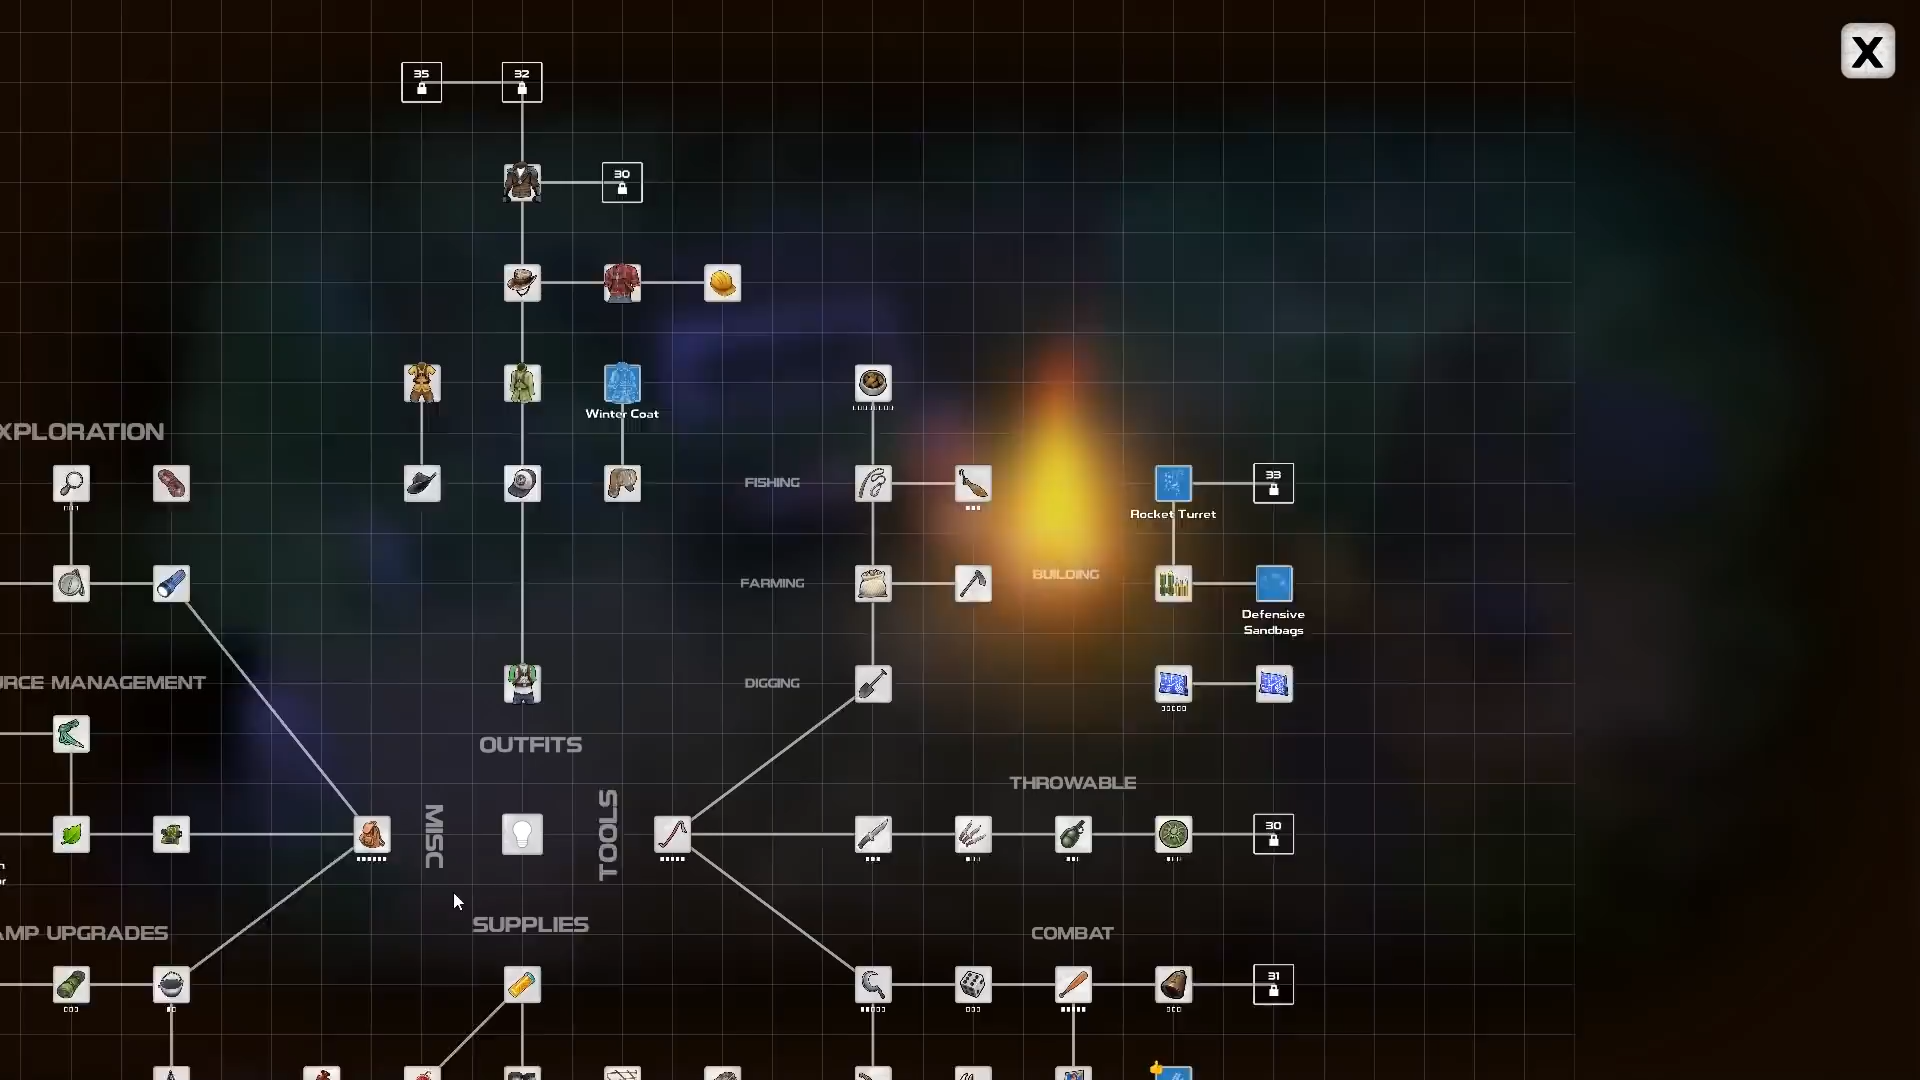 X
35
32
30
Winter Coat
XPLORATION
FISHING
33
Rocket Turret
FARMING
BUILDING
Defensive
Sandbags
URCE MANAGEMENT
DIGGING
OUTFITS
THROWABLE
MISC
TOOLS
30
SUPPLIES
AMP UPGRADES
COMBAT
31